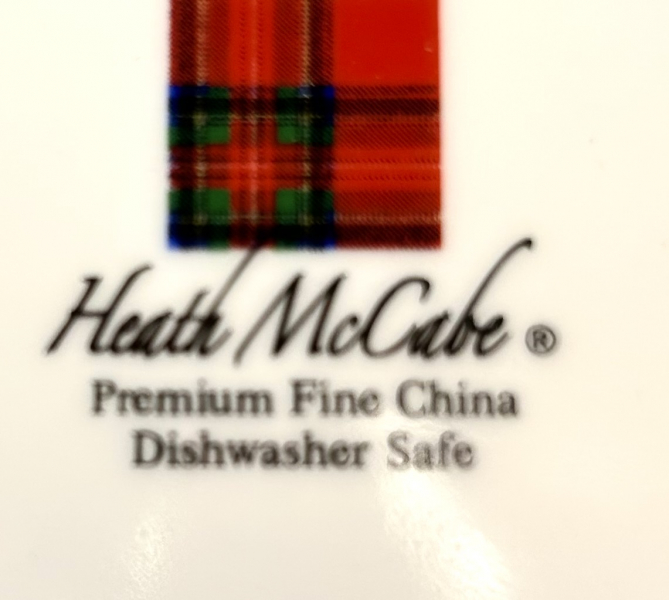 Heath McCabe ®
Premium Fine China
Dishwasher Safe